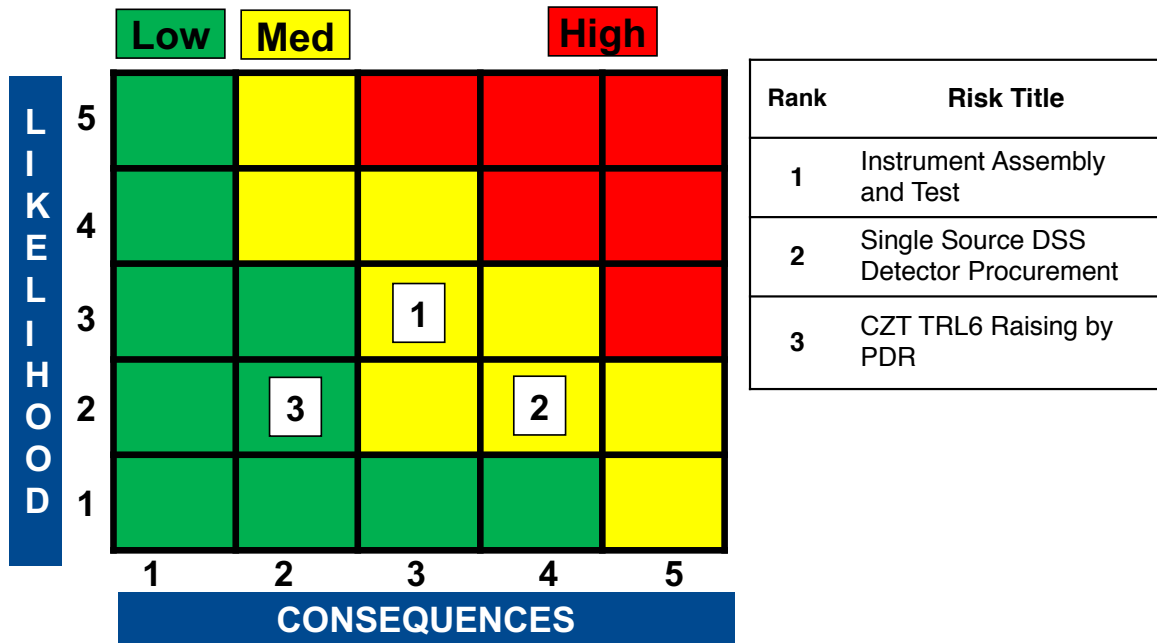 Low Med High
LIKELIHOOD
5
4
3
2
1
1
3
2
1 2 3 4 5
CONSEQUENCES
Rank Risk Title
1 Instrument Assembly
and Test
2 Single Source DSS
Detector Procurement
3 CZT TRL6 Raising by
PDR